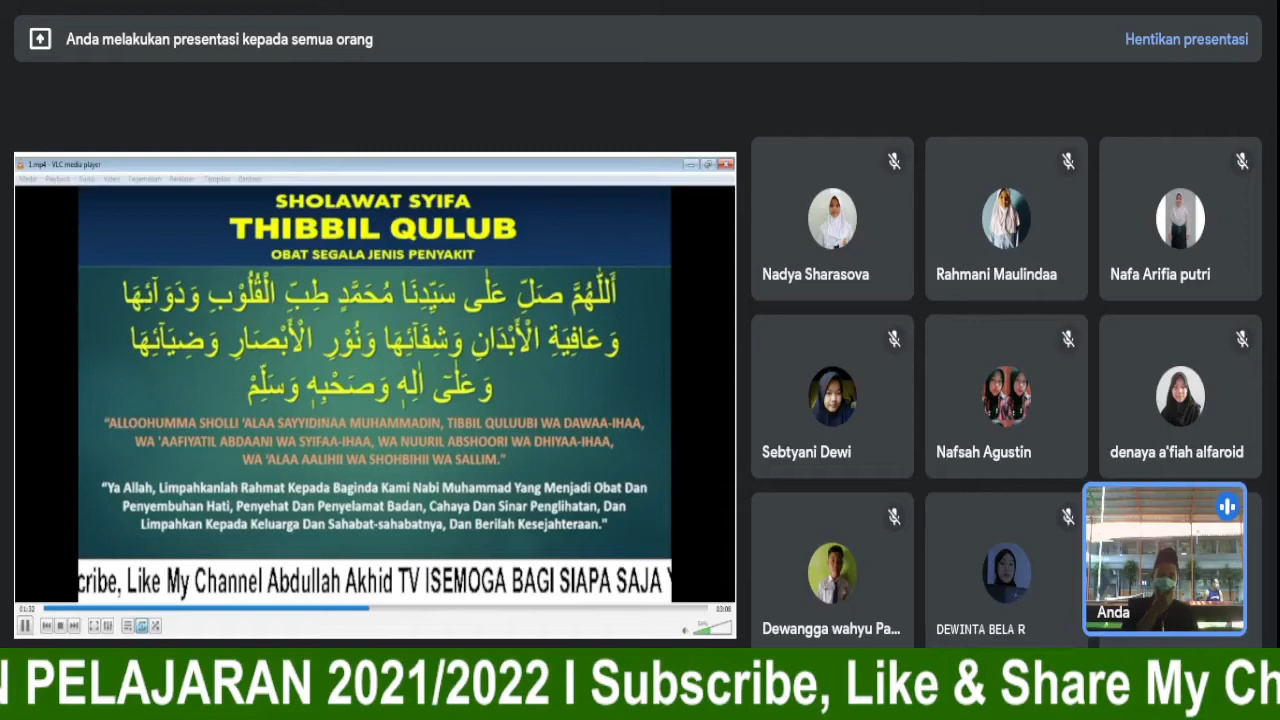 Anda melakukan presentasi kepada semua orang
Hentikan presentasi
1.mp4 - VLC media player
SHOLAWAT SYIFA
THIBBIL QULUB
OBAT SEGALA JENIS PENYAKIT
أَللّٰهُمَّ صَلِّ عَلٰى سَيِّدِنَا مُحَمَّدٍ طِبِّ الْقُلُوْبِ وَدَوَآئِهَا
وَعَافِيَةِ الْأَبْدَانِ وَشِفَآئِهَا وَنُوْرِ الْأَبْصَارِ وَضِيَآئِهَا
وَعَلٰٓى اٰلِهٖ وَصَحْبِهٖ وَسَلِّمْ
“ALLOOHUMMA SHOLLI ‘ALAA SAYYIDINAA MUHAMMADIN, TIBBIL QULUUBI WA DAWAA-IHAA,
WA ‘AAFIYATIL ABDAANI WA SYIFAA-IHAA, WA NUURIL ABSHOORI WA DHIYAA-IHAA,
WA ‘ALAA AALIHII WA SHOHBIHII WA SALLIM.”
“Ya Allah, Limpahkanlah Rahmat Kepada Baginda Kami Nabi Muhammad Yang Menjadi Obat Dan
Penyembuhan Hati, Penyehat Dan Penyelamat Badan, Cahaya Dan Sinar Penglihatan, Dan
Limpahkan Kepada Keluarga Dan Sahabat-sahabatnya, Dan Berilah Kesejahteraan."
cribe, Like My Channel Abdullah Akhid TV ISEMOGA BAGI SIAPA SAJA Y
01:32
03:06
Nadya Sharasova
Rahmani Maulindaa
Nafa Arifia putri
Sebtyani Dewi
Nafsah Agustin
denaya a'fiah alfaroid
Dewangga wahyu Pa...
DEWINTA BELA R
Anda
N PELAJARAN 2021/2022 I Subscribe, Like & Share My Ch